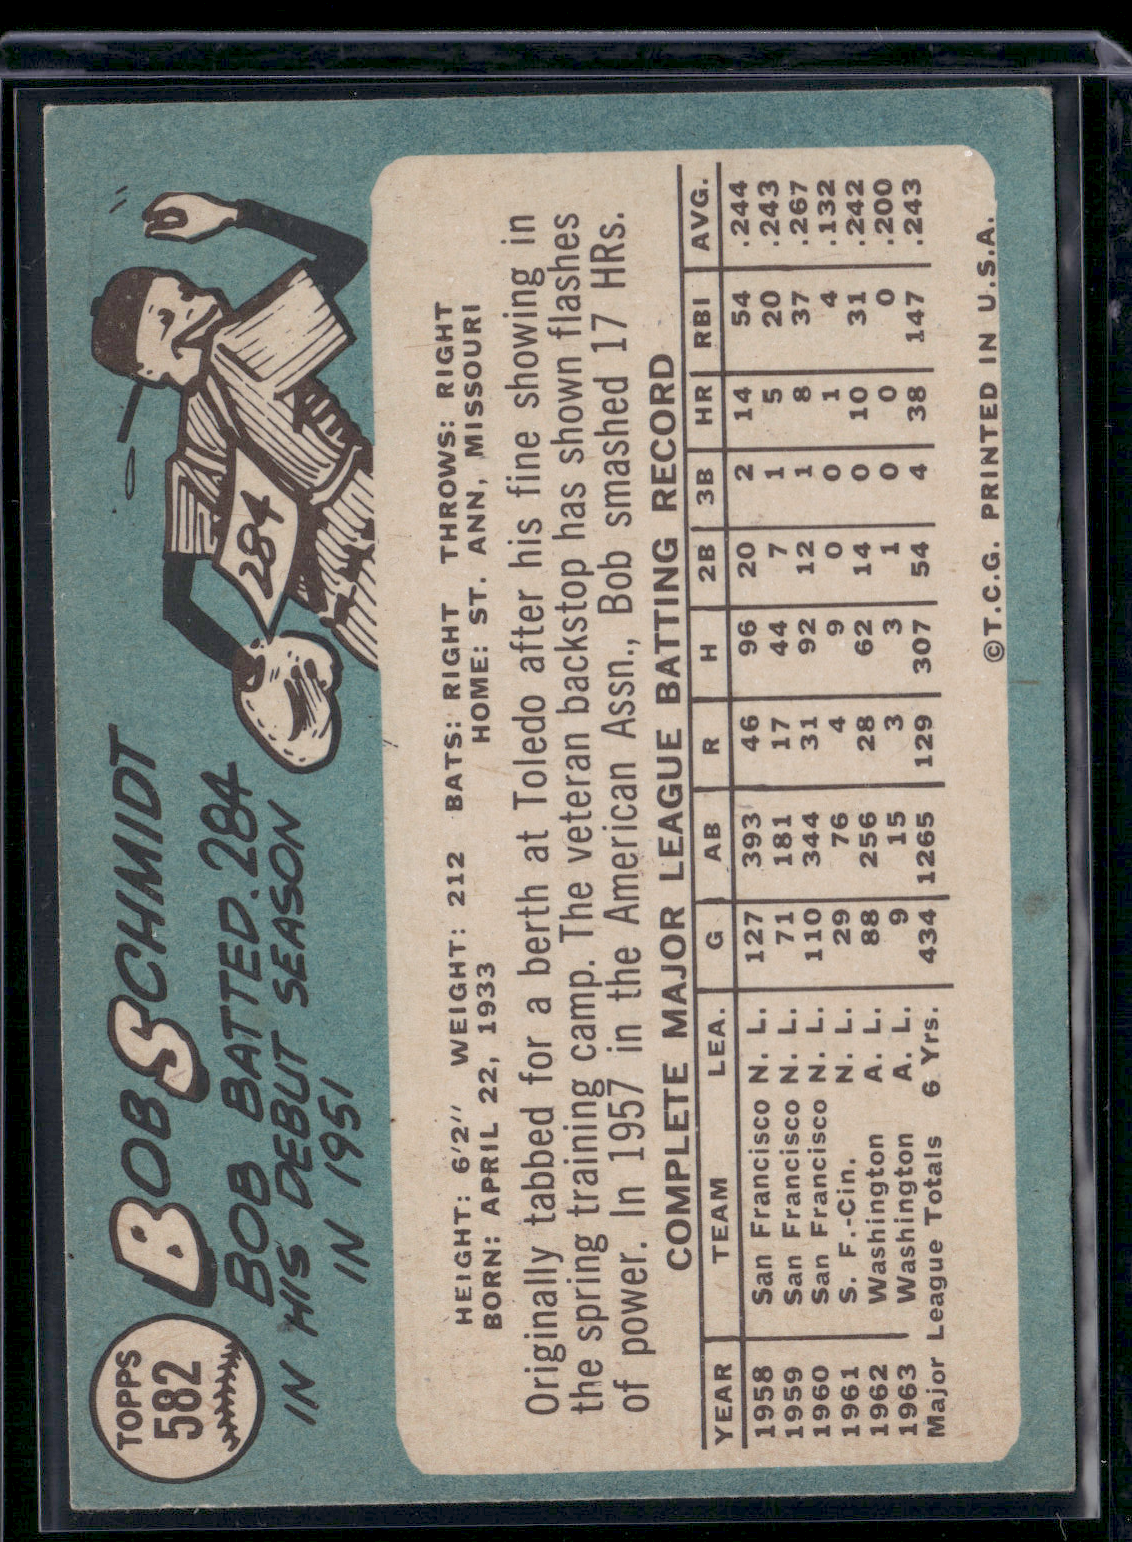 TOPPS
582
BOB SCHMIDT
BOB BATTED .284
IN HIS DEBUT SEASON
IN 1951
284
HEIGHT: 6'2" WEIGHT: 212 BATS: RIGHT THROWS: RIGHT
BORN: APRIL 22, 1933 HOME: ST. ANN, MISSOURI
Originally tabbed for a berth at Toledo after his fine showing in
the spring training camp. The veteran backstop has shown flashes
of power. In 1957 in the American Assn., Bob smashed 17 HRs.
COMPLETE MAJOR LEAGUE BATTING RECORD
YEAR TEAM LEA. G AB R H 2B 3B HR RBI AVG.
1958 San Francisco N. L. 127 393 46 96 20 2 14 54 .244
1959 San Francisco N. L. 71 181 17 44 7 1 5 20 .243
1960 San Francisco N. L. 110 344 31 92 12 1 8 37 .267
1961 S. F.-Cin. N. L. 29 76 4 9 0 0 1 4 .132
1962 Washington A. L. 88 256 28 62 14 0 10 31 .242
1963 Washington A. L. 9 15 3 3 1 0 0 0 .200
Major League Totals 6 Yrs. 434 1265 129 307 54 4 38 147 .243
©T.C.G. PRINTED IN U.S.A.